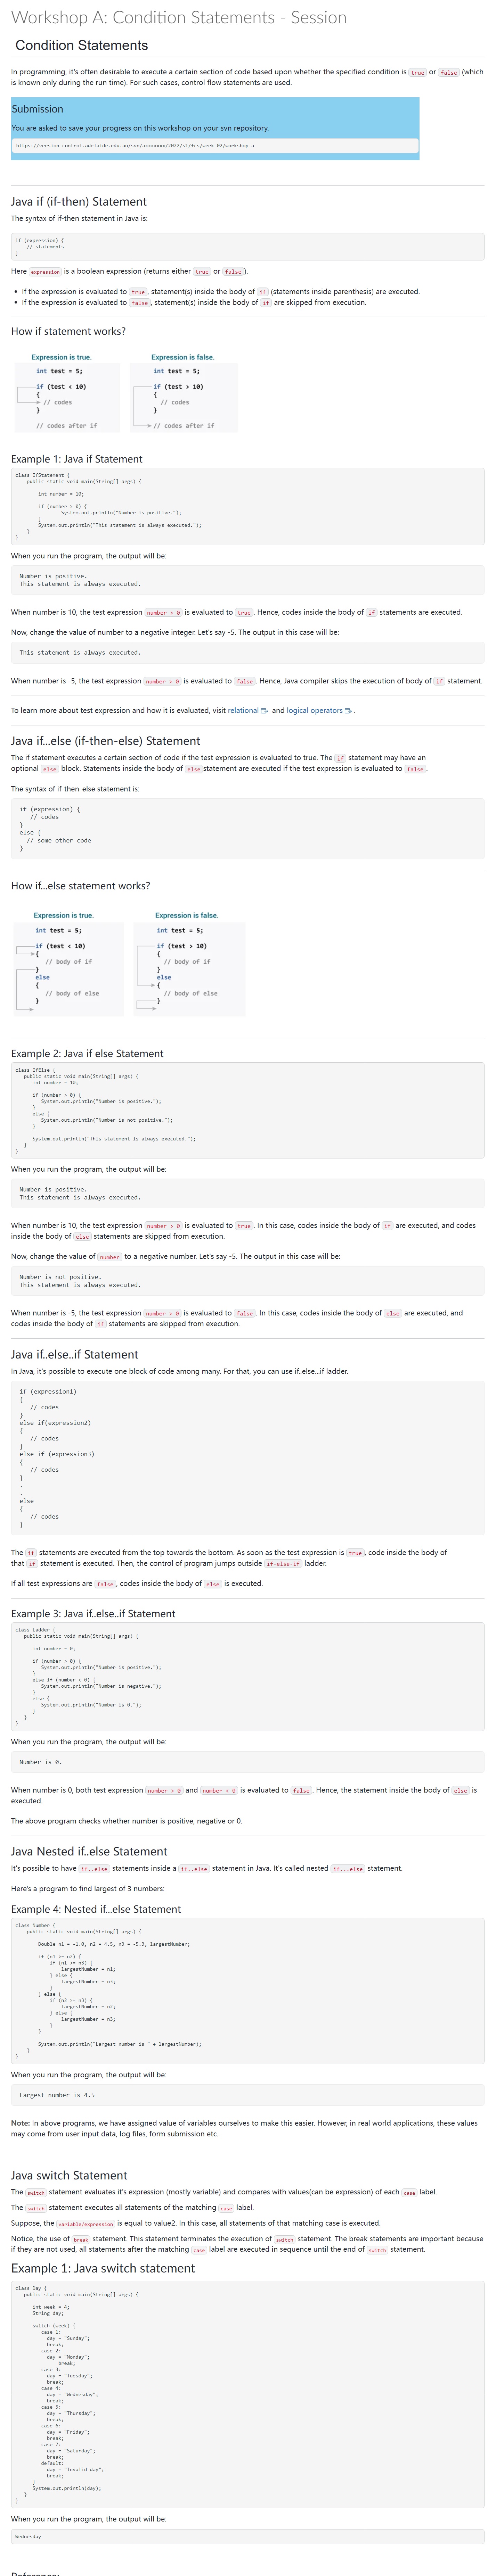 Workshop A: Condition Statements - Session
Condition Statements
In programming, it's often desirable to execute a certain section of code based upon whether the specified condition is true or false (which
is known only during the run time). For such cases, control flow statements are used.
Submission
You are asked to save your progress on this workshop on your svn repository.
https://version-control.adelaide.edu.au/svn/axxxxxxx/2022/s1/fcs/week-02/workshop-a
Java if (if-then) Statement
The syntax of if-then statement in Java is:
if (expression) {
// statements
}
Here expression is a boolean expression (returns either true or false).
If the expression is evaluated to true, statement(s) inside the body of if (statements inside parenthesis) are executed.
If the expression is evaluated to false, statement(s) inside the body of if are skipped from execution.
How if statement works?
Expression is true.
int test = 5;
if (test < 10)
{
// codes
}
// codes after if
Expression is false.
int test = 5;
if (test > 10)
{
// codes
}
// codes after if
Example 1: Java if Statement
class IfStatement {
public static void main(String[] args) {
int number = 10;
if (number > 0) {
System.out.println("Number is positive.");
}
System.out.println("This statement is always executed.");
}
}
When you run the program, the output will be:
Number is positive.
This statement is always executed.
When number is 10, the test expression number > 0 is evaluated to true. Hence, codes inside the body of if statements are executed.
Now, change the value of number to a negative integer. Let's say -5. The output in this case will be:
This statement is always executed.
When number is -5, the test expression number > 0 is evaluated to false. Hence, Java compiler skips the execution of body of if statement.
To learn more about test expression and how it is evaluated, visit relational and logical operators .
Java if...else (if-then-else) Statement
The if statement executes a certain section of code if the test expression is evaluated to true. The if statement may have an
optional else block. Statements inside the body of else statement are executed if the test expression is evaluated to false.
The syntax of if-then-else statement is:
if (expression) {
// codes
}
else {
// some other code
}
How if...else statement works?
Expression is true.
int test = 5;
if (test < 10)
{
// body of if
}
else
{
// body of else
}
Expression is false.
int test = 5;
if (test > 10)
{
// body of if
}
else
{
// body of else
}
Example 2: Java if else Statement
class IfElse {
public static void main(String[] args) {
int number = 10;
if (number > 0) {
System.out.println("Number is positive.");
}
else {
System.out.println("Number is not positive.");
}
System.out.println("This statement is always executed.");
}
}
When you run the program, the output will be:
Number is positive.
This statement is always executed.
When number is 10, the test expression number > 0 is evaluated to true. In this case, codes inside the body of if are executed, and codes
inside the body of else statements are skipped from execution.
Now, change the value of number to a negative number. Let's say -5. The output in this case will be:
Number is not positive.
This statement is always executed.
When number is -5, the test expression number > 0 is evaluated to false. In this case, codes inside the body of else are executed, and
codes inside the body of if statements are skipped from execution.
Java if..else..if Statement
In Java, it's possible to execute one block of code among many. For that, you can use if..else...if ladder.
if (expression1)
{
// codes
}
else if(expression2)
{
// codes
}
else if (expression3)
{
// codes
}
.
.
else
{
// codes
}
The if statements are executed from the top towards the bottom. As soon as the test expression is true, code inside the body of
that if statement is executed. Then, the control of program jumps outside if-else-if ladder.
If all test expressions are false, codes inside the body of else is executed.
Example 3: Java if..else..if Statement
class Ladder {
public static void main(String[] args) {
int number = 0;
if (number > 0) {
System.out.println("Number is positive.");
}
else if (number < 0) {
System.out.println("Number is negative.");
}
else {
System.out.println("Number is 0.");
}
}
}
When you run the program, the output will be:
Number is 0.
When number is 0, both test expression number > 0 and number < 0 is evaluated to false. Hence, the statement inside the body of else is
executed.
The above program checks whether number is positive, negative or 0.
Java Nested if..else Statement
It's possible to have if..else statements inside a if..else statement in Java. It's called nested if...else statement.
Here's a program to find largest of 3 numbers:
Example 4: Nested if...else Statement
class Number {
public static void main(String[] args) {
Double n1 = -1.0, n2 = 4.5, n3 = -5.3, largestNumber;
if (n1 >= n2) {
if (n1 >= n3) {
largestNumber = n1;
} else {
largestNumber = n3;
}
} else {
if (n2 >= n3) {
largestNumber = n2;
} else {
largestNumber = n3;
}
}
System.out.println("Largest number is " + largestNumber);
}
}
When you run the program, the output will be:
Largest number is 4.5
Note: In above programs, we have assigned value of variables ourselves to make this easier. However, in real world applications, these values
may come from user input data, log files, form submission etc.
Java switch Statement
The switch statement evaluates it's expression (mostly variable) and compares with values(can be expression) of each case label.
The switch statement executes all statements of the matching case label.
Suppose, the variable/expression is equal to value2. In this case, all statements of that matching case is executed.
Notice, the use of break statement. This statement terminates the execution of switch statement. The break statements are important because
if they are not used, all statements after the matching case label are executed in sequence until the end of switch statement.
Example 1: Java switch statement
class Day {
public static void main(String[] args) {
int week = 4;
String day;
switch (week) {
case 1:
day = "Sunday";
break;
case 2:
day = "Monday";
break;
case 3:
day = "Tuesday";
break;
case 4:
day = "Wednesday";
break;
case 5:
day = "Thursday";
break;
case 6:
day = "Friday";
break;
case 7:
day = "Saturday";
break;
default:
day = "Invalid day";
break;
}
System.out.println(day);
}
}
When you run the program, the output will be:
Wednesday